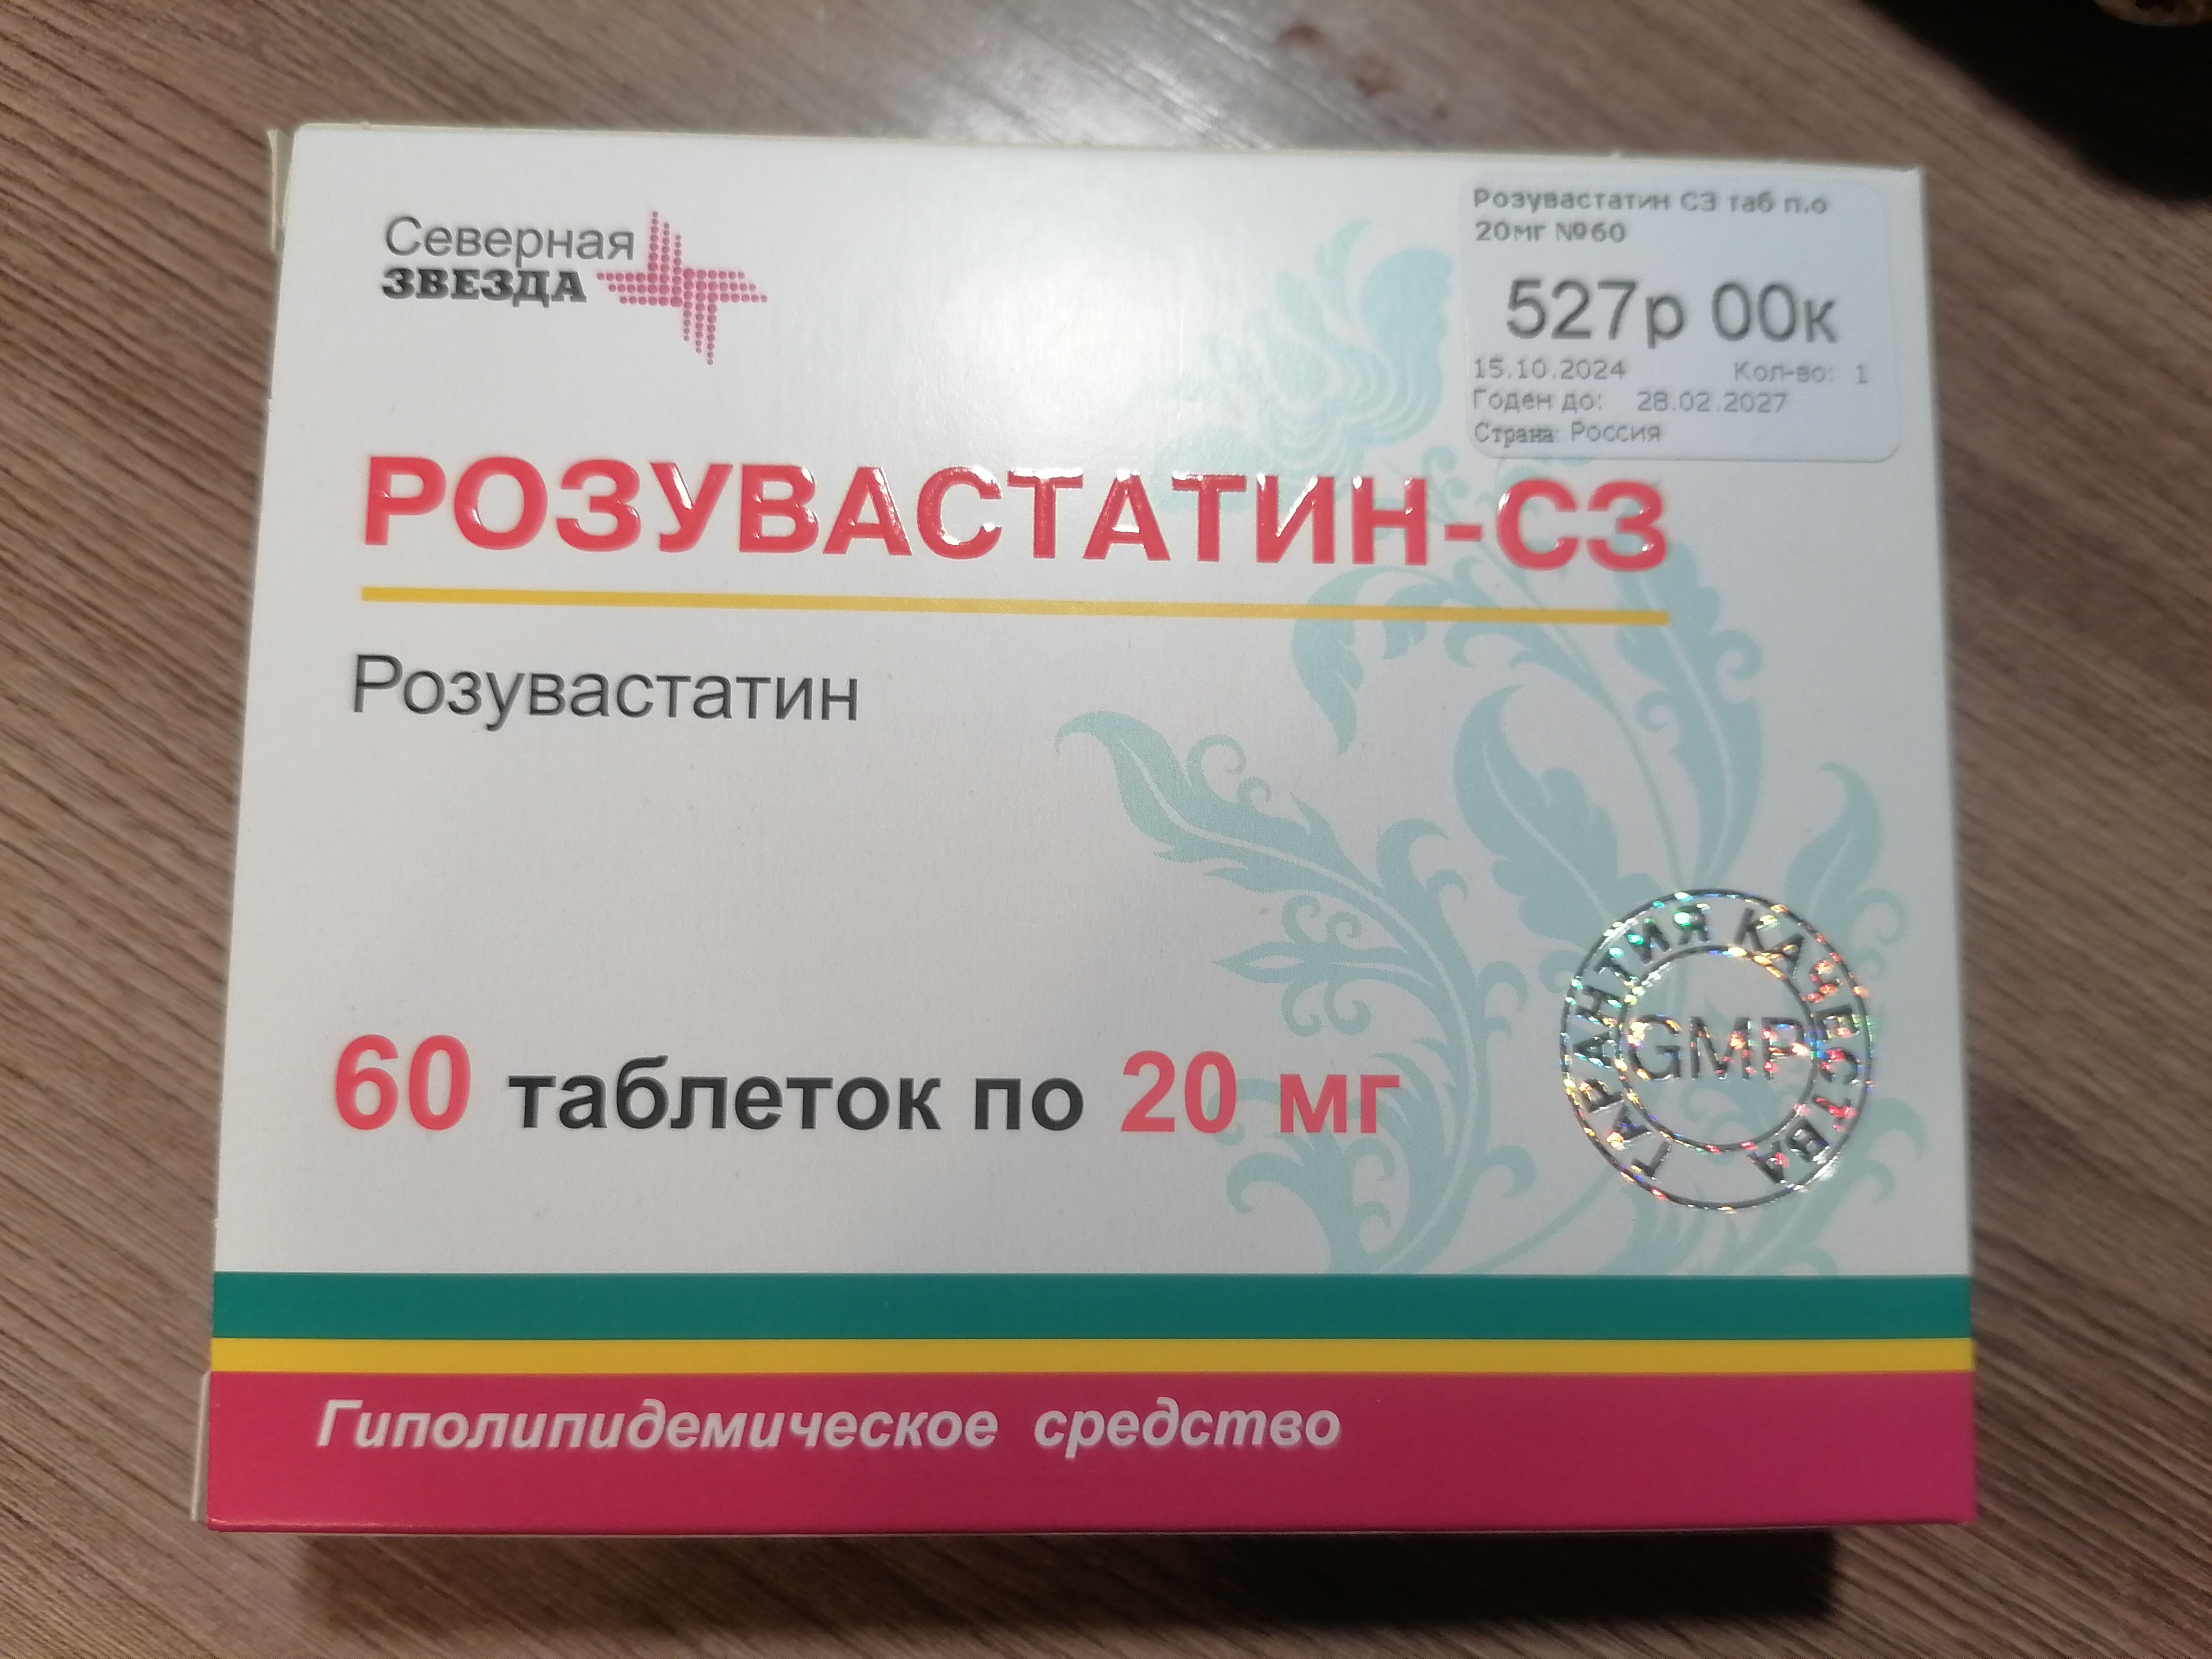 Северная
ЗВЕЗДА
Розувастатин СЗ таб п.о
20мг №60
527р 00к
15.10.2024 Кол-во: 1
Годен до: 28.02.2027
Страна: Россия
РОЗУВАСТАТИН-СЗ
Розувастатин
60 таблеток по 20 мг
ГАРАНТИЯ КАЧЕСТВА
GMP
Гиполипидемическое средство